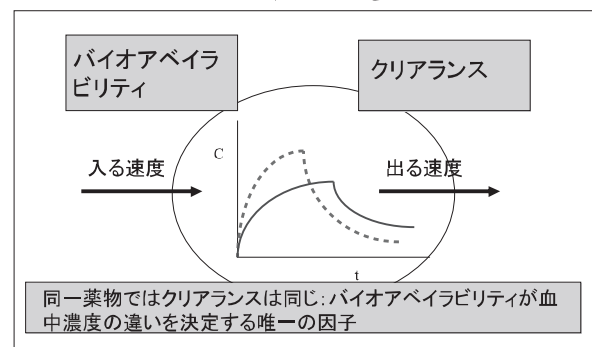 バイオアベイラ
ビリティ
クリアランス
入る速度
C
出る速度
t
同一薬物ではクリアランスは同じ：バイオアベイラビリティが血
中濃度の違いを決定する唯一の因子